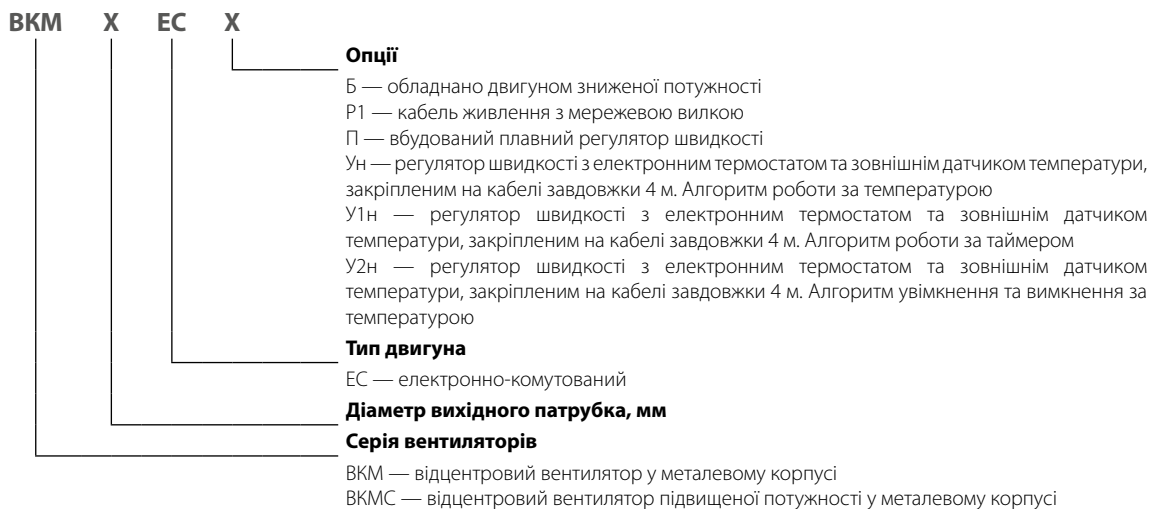 ВКМ Х ЕС Х
Опції
Б — обладнано двигуном зниженої потужності
Р1 — кабель живлення з мережевою вилкою
П — вбудований плавний регулятор швидкості
Ун — регулятор швидкості з електронним термостатом та зовнішнім датчиком температури,
закріпленим на кабелі завдовжки 4 м. Алгоритм роботи за температурою
У1н — регулятор швидкості з електронним термостатом та зовнішнім датчиком
температури, закріпленим на кабелі завдовжки 4 м. Алгоритм роботи за таймером
У2н — регулятор швидкості з електронним термостатом та зовнішнім датчиком
температури, закріпленим на кабелі завдовжки 4 м. Алгоритм увімкнення та вимкнення за
температурою
Тип двигуна
ЕС — електронно-комутований
Діаметр вихідного патрубка, мм
Серія вентиляторів
ВКМ — відцентровий вентилятор у металевому корпусі
ВКМС — відцентровий вентилятор підвищеної потужності у металевому корпусі